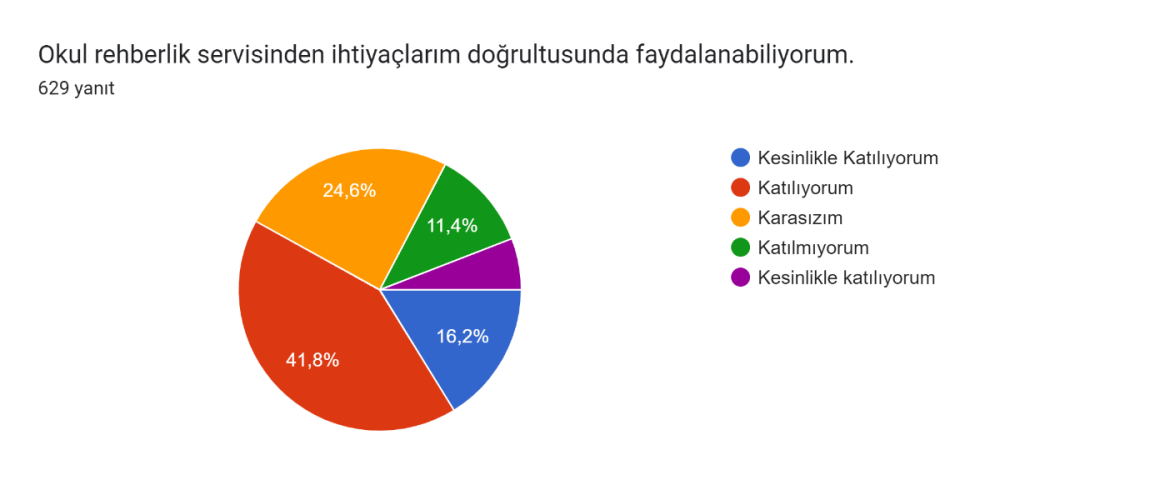 Okul rehberlik servisinden ihtiyaçlarım doğrultusunda faydalanabiliyorum.
629 yanıt
24,6%
11,4%
16,2%
41,8%
Kesinlikle Katılıyorum
Katılıyorum
Karasızım
Katılmıyorum
Kesinlikle katılıyorum